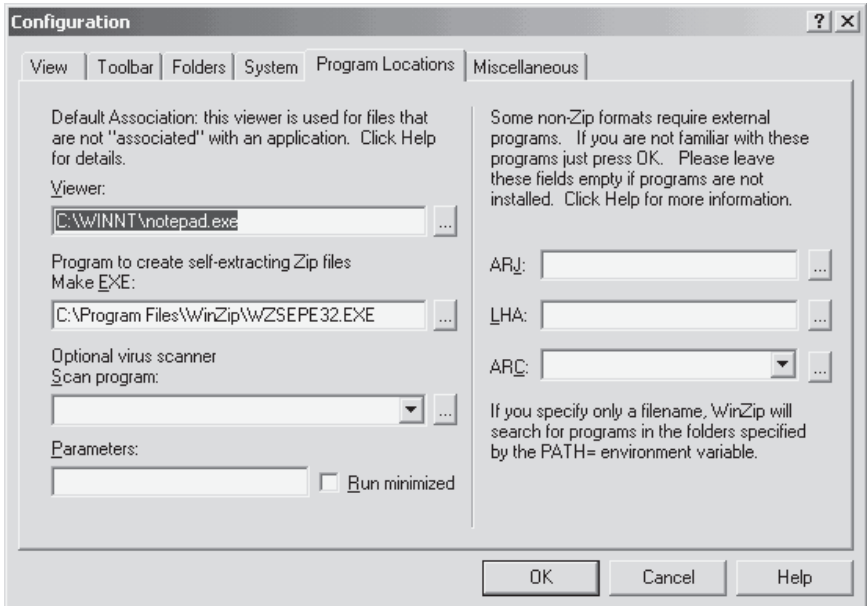 Configuration
? X
View Toolbar Folders System Program Locations Miscellaneous
Default Association: this viewer is used for files that
are not "associated" with an application. Click Help
for details.
Viewer:
C:\WINNT\notepad.exe
...
Program to create self-extracting Zip files
Make EXE:
C:\Program Files\WinZip\WZSEPE32.EXE
...
Optional virus scanner
Scan program:
...
Parameters:
Run minimized
Some non-Zip formats require external
programs. If you are not familiar with these
programs just press OK. Please leave
these fields empty if programs are not
installed. Click Help for more information.
ARJ:
...
LHA:
...
ARC:
...
If you specify only a filename, WinZip will
search for programs in the folders specified
by the PATH= environment variable.
OK Cancel Help